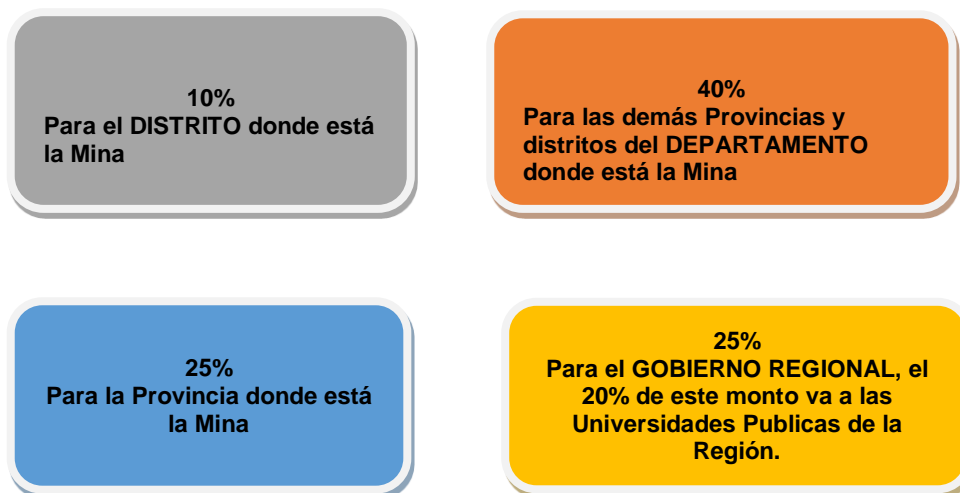 10%
Para el DISTRITO donde está
la Mina
40%
Para las demás Provincias y
distritos del DEPARTAMENTO
donde está la Mina
25%
Para la Provincia donde está
la Mina
25%
Para el GOBIERNO REGIONAL, el
20% de este monto va a las
Universidades Publicas de la
Región.